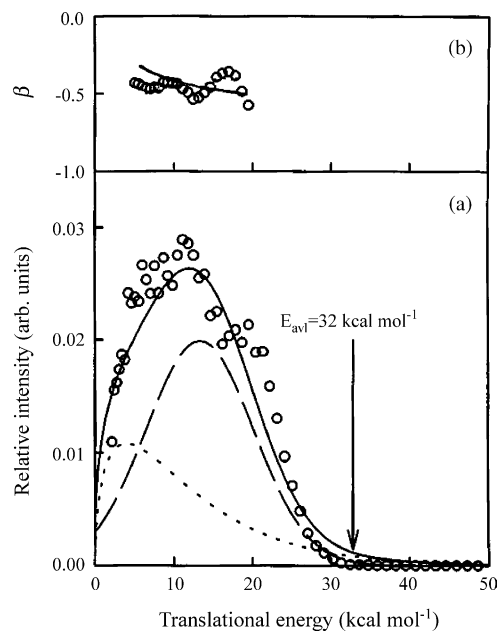 0.0
(b)
β
-0.5
-1.0
(a)
0.03
Relative intensity (arb. units)
E_avl=32 kcal mol⁻¹
0.02
0.01
0.00
0 10 20 30 40 50
Translational energy (kcal mol⁻¹)